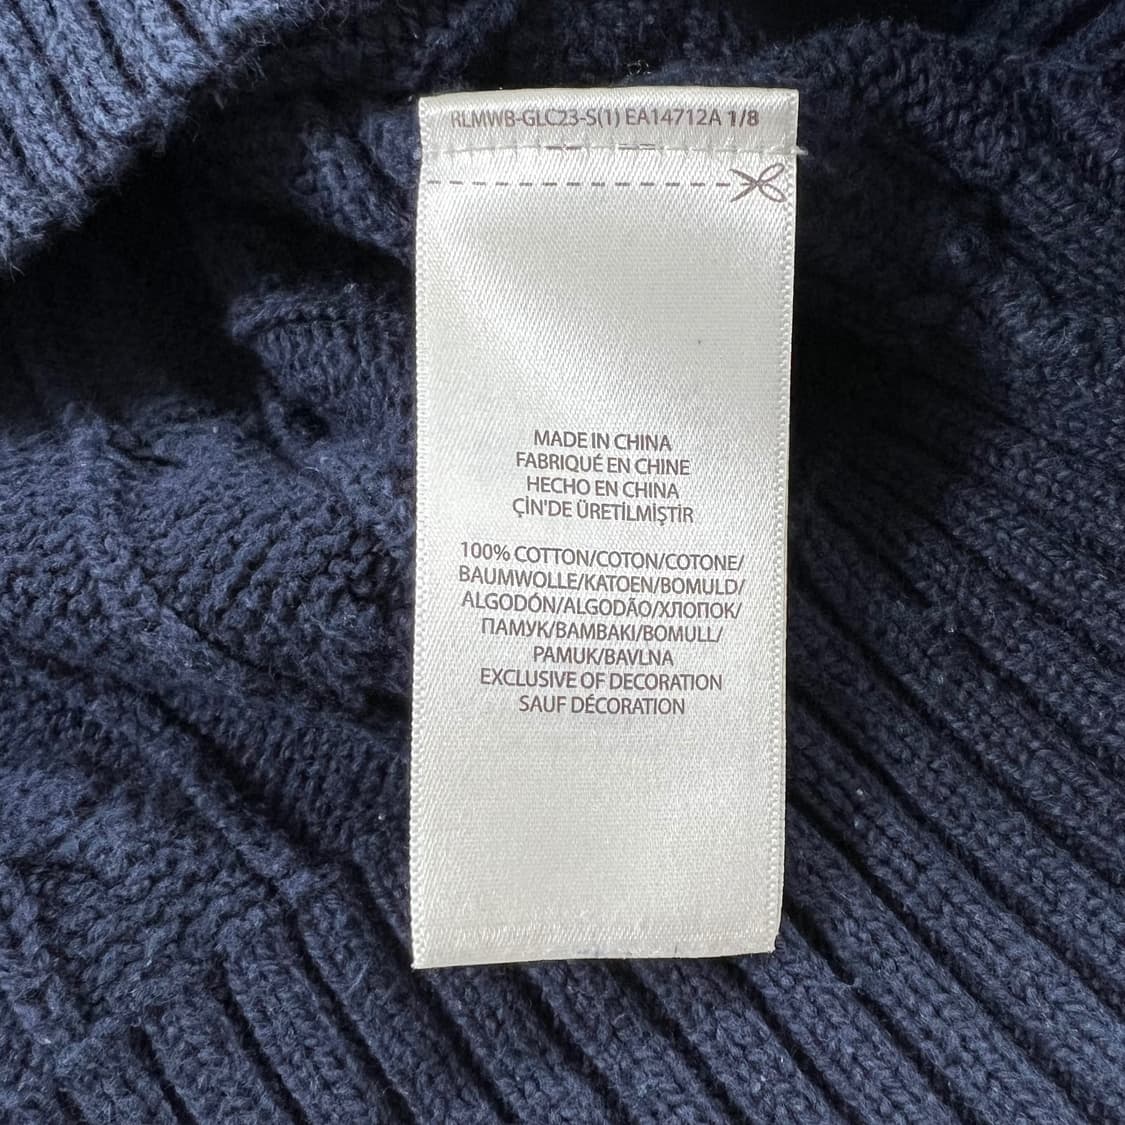 RLMWB-GLC23-S(1) EA14712A 1/8
MADE IN CHINA
FABRIQUÉ EN CHINE
HECHO EN CHINA
ÇİN'DE ÜRETİLMİŞTİR
100% COTTON/COTON/COTONE/
BAUMWOLLE/KATOEN/BOMULD/
ALGODÓN/ALGODÃO/ХЛОПОК/
ПАМУК/BAMBAKI/BOMULL/
PAMUK/BAVLNA
EXCLUSIVE OF DECORATION
SAUF DÉCORATION